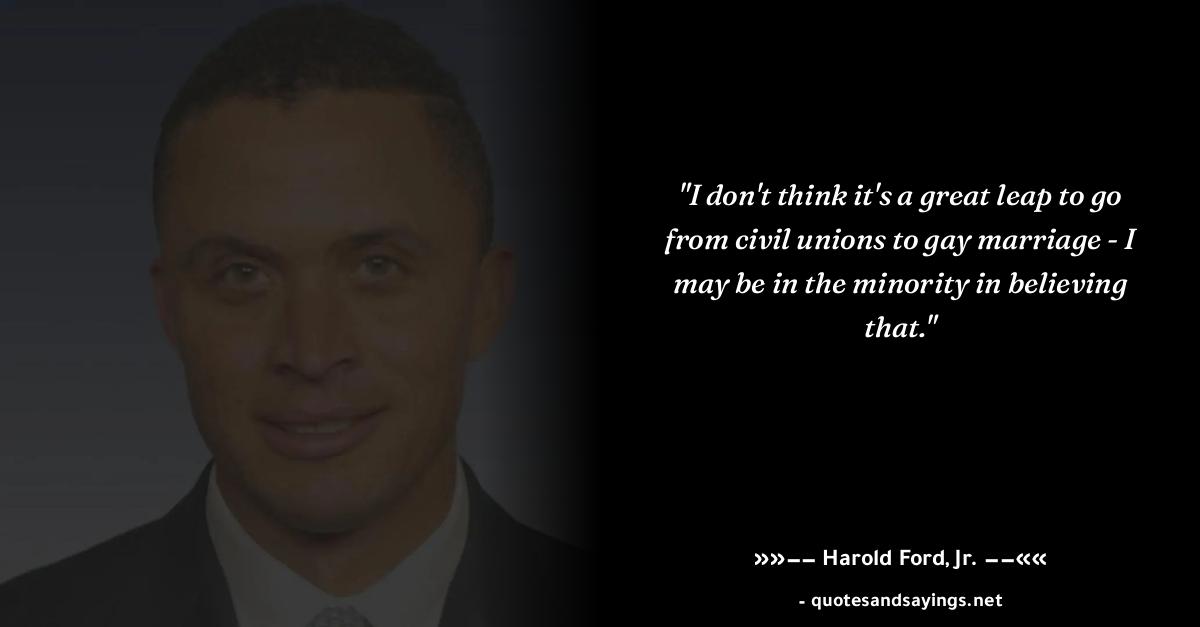 "I don't think it's a great leap to go
from civil unions to gay marriage - I
may be in the minority in believing
that."
»»–– Harold Ford, Jr. ––««
- quotesandsayings.net